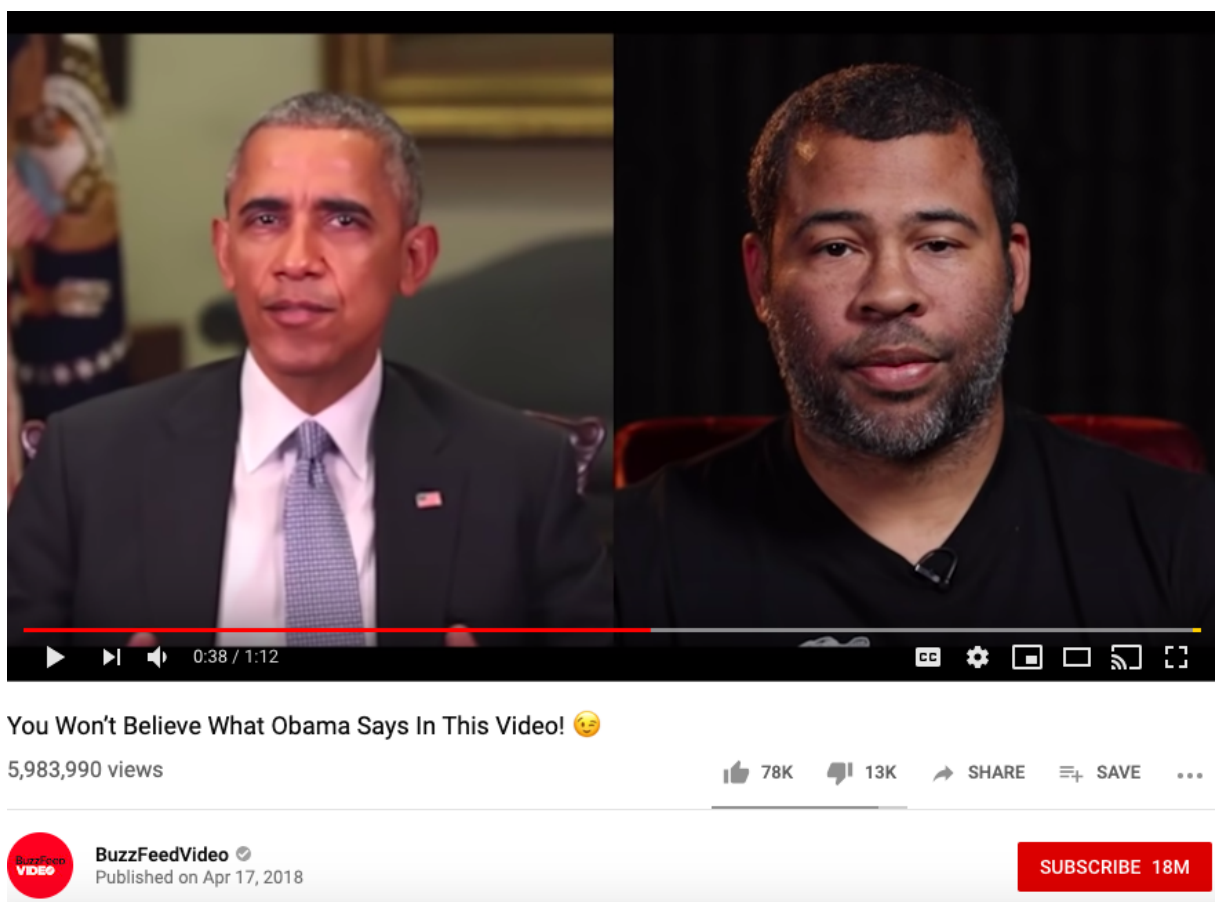 CC
0:38 / 1:12
You Won't Believe What Obama Says In This Video! 😉
5,983,990 views
78K 13K SHARE SAVE
BuzzFeed
VIDEO
BuzzFeedVideo
Published on Apr 17, 2018
SUBSCRIBE 18M